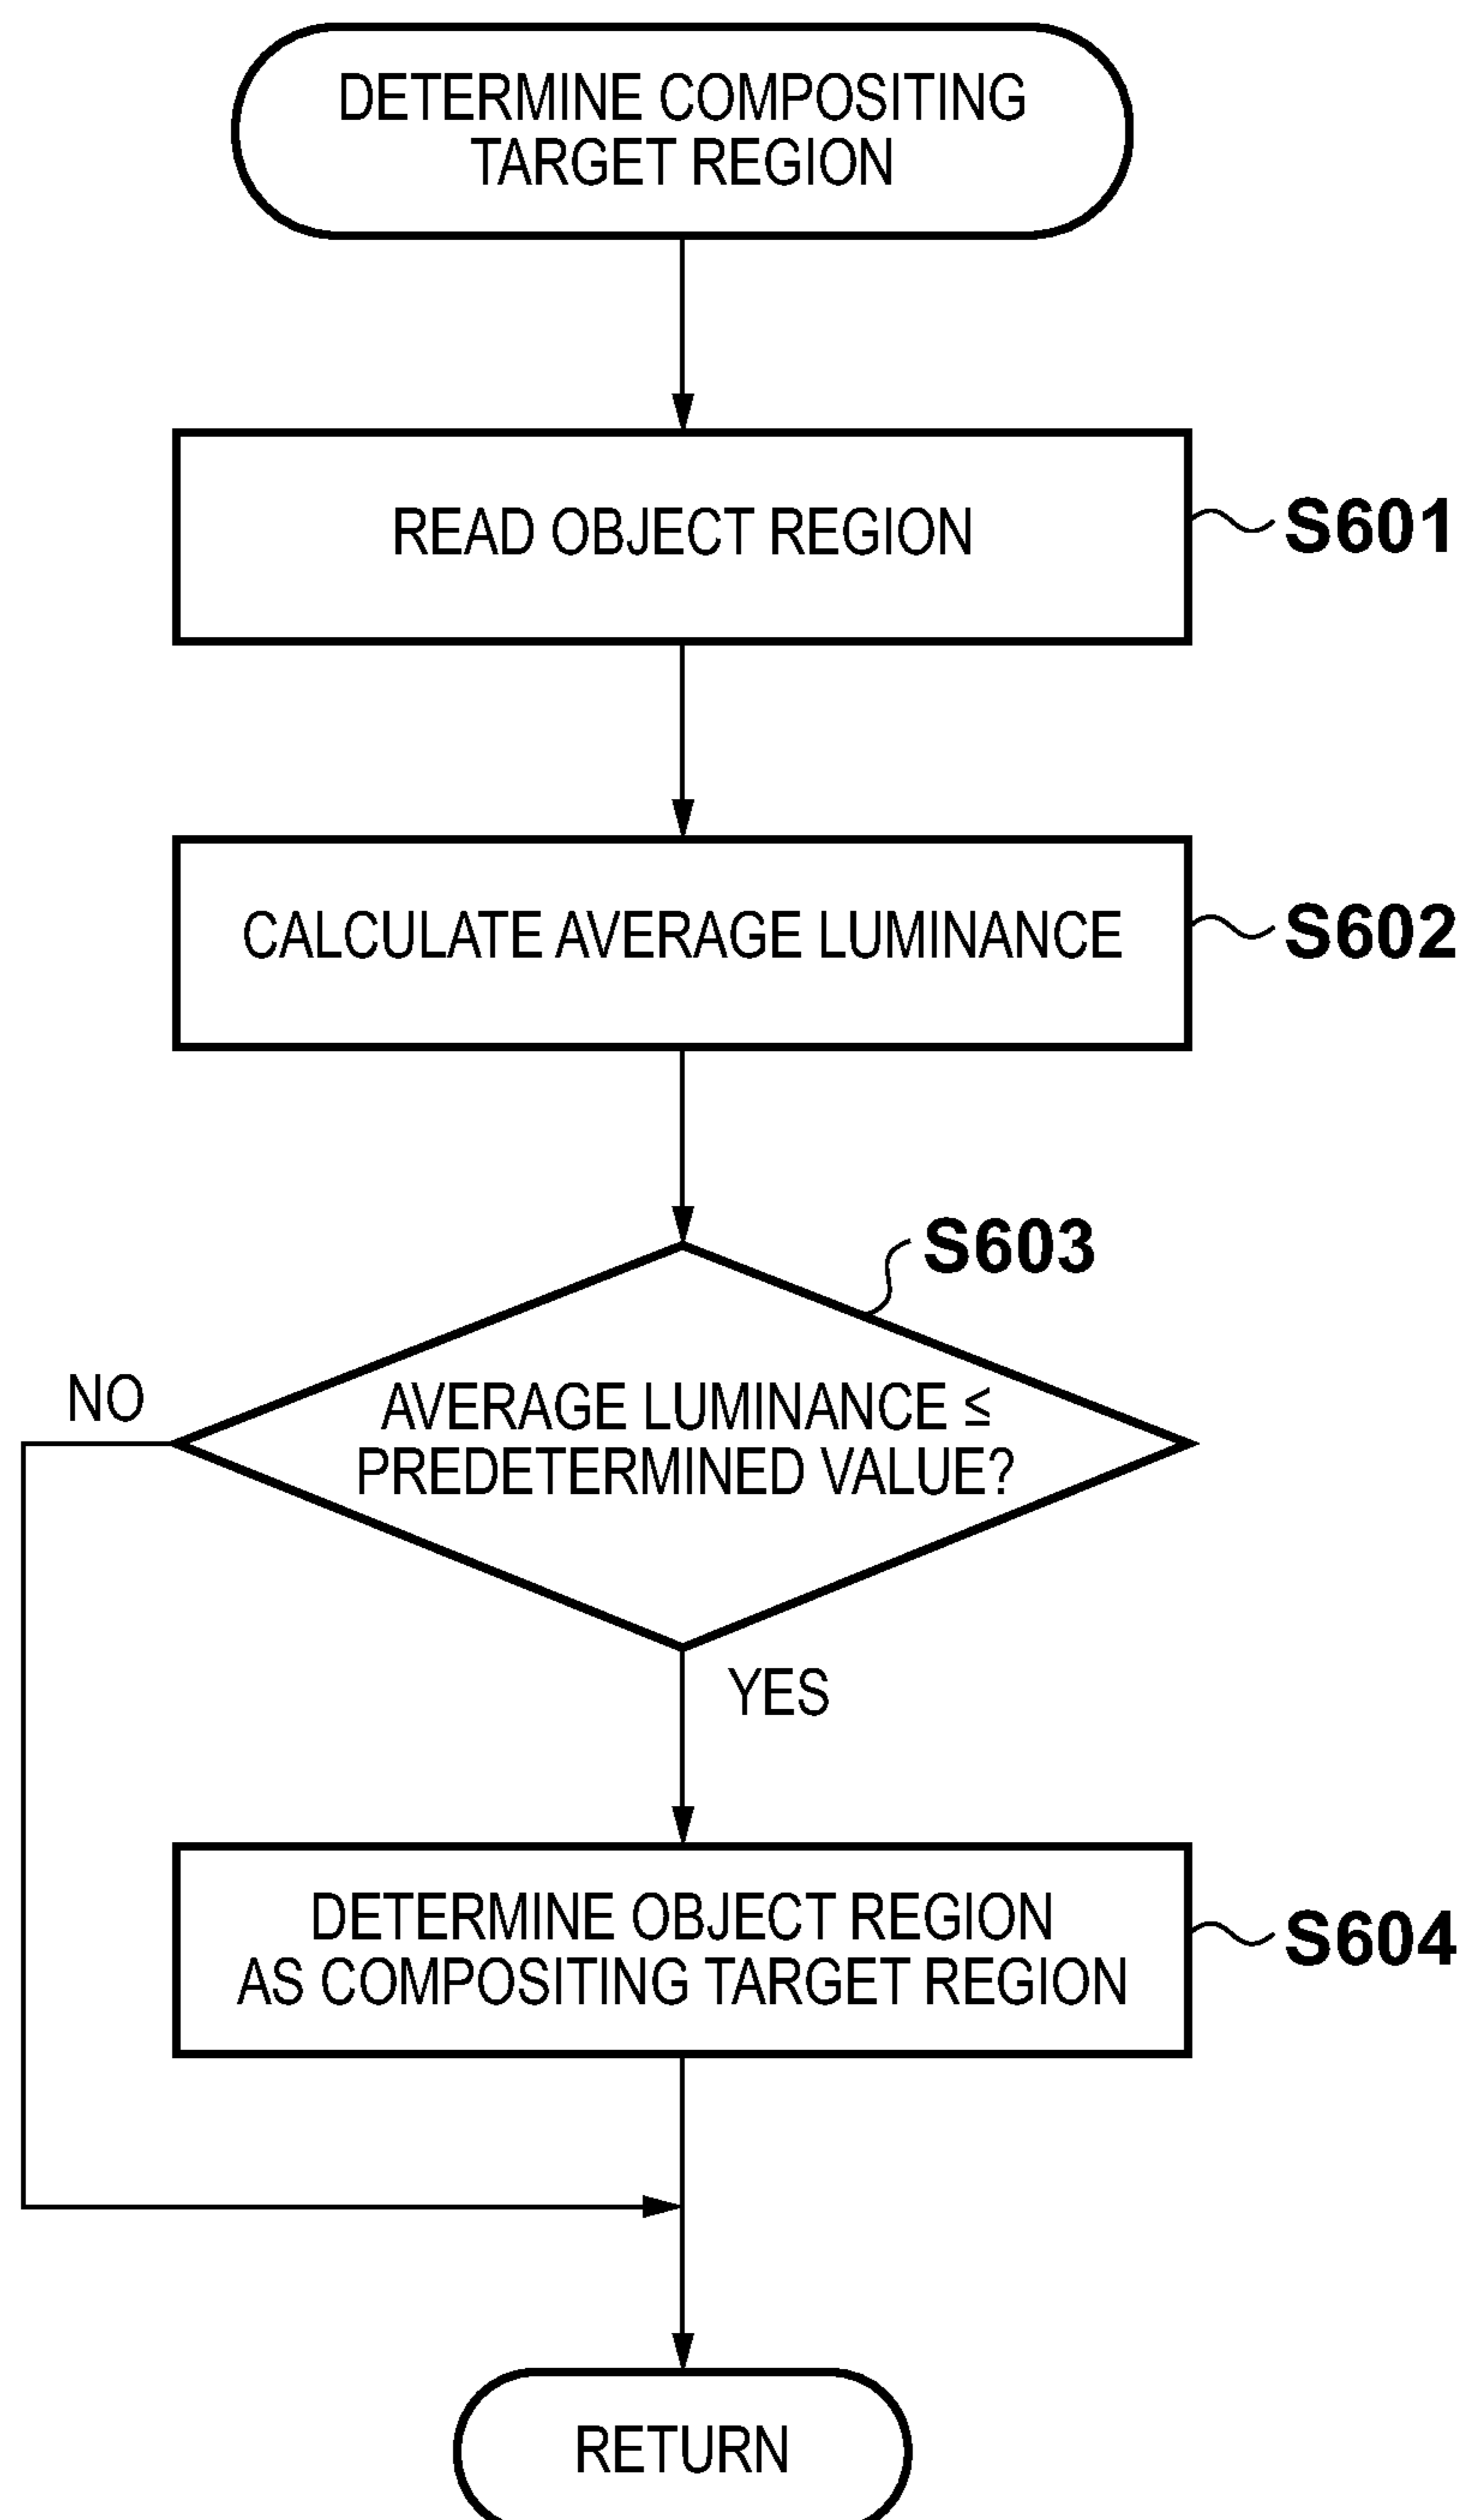 DETERMINE COMPOSITING
TARGET REGION
READ OBJECT REGION
S601
CALCULATE AVERAGE LUMINANCE
S602
S603
NO
AVERAGE LUMINANCE ≤
PREDETERMINED VALUE?
YES
DETERMINE OBJECT REGION
AS COMPOSITING TARGET REGION
S604
RETURN